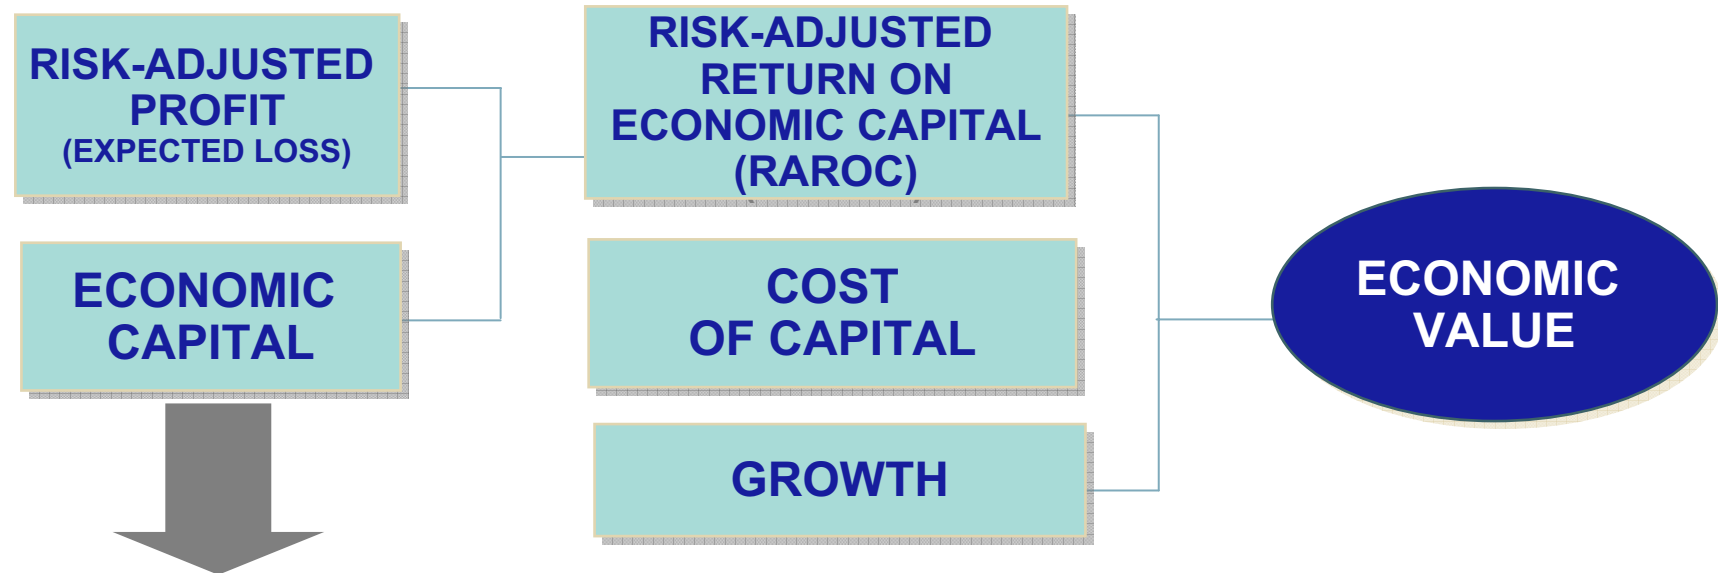 RISK-ADJUSTED
PROFIT
(EXPECTED LOSS)
ECONOMIC
CAPITAL
RISK-ADJUSTED
RETURN ON
ECONOMIC CAPITAL
(RAROC)
COST
OF CAPITAL
GROWTH
ECONOMIC
VALUE